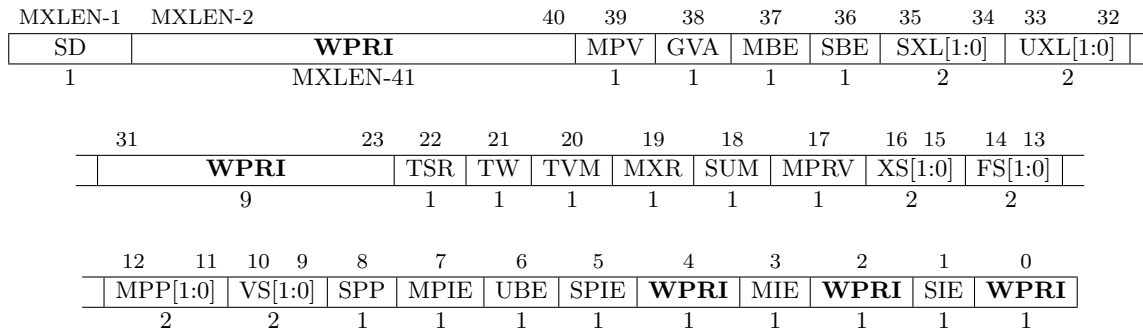 MXLEN-1 MXLEN-2 40 39 38 37 36 35 34 33 32
SD WPRI MPV GVA MBE SBE SXL[1:0] UXL[1:0]
1 MXLEN-41 1 1 1 1 2 2
31 23 22 21 20 19 18 17 16 15 14 13
WPRI TSR TW TVM MXR SUM MPRV XS[1:0] FS[1:0]
9 1 1 1 1 1 1 2 2
12 11 10 9 8 7 6 5 4 3 2 1 0
MPP[1:0] VS[1:0] SPP MPIE UBE SPIE WPRI MIE WPRI SIE WPRI
2 2 1 1 1 1 1 1 1 1 1